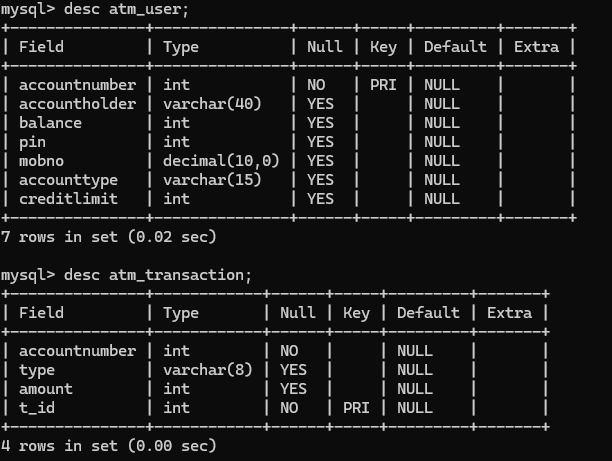 mysql> desc atm_user;
+---------------+---------------+------+-----+---------+-------+
| Field         | Type          | Null | Key | Default | Extra |
+---------------+---------------+------+-----+---------+-------+
| accountnumber | int           | NO   | PRI | NULL    |       |
| accountholder | varchar(40)   | YES  |     | NULL    |       |
| balance       | int           | YES  |     | NULL    |       |
| pin           | int           | YES  |     | NULL    |       |
| mobno         | decimal(10,0) | YES  |     | NULL    |       |
| accounttype   | varchar(15)   | YES  |     | NULL    |       |
| creditlimit   | int           | YES  |     | NULL    |       |
+---------------+---------------+------+-----+---------+-------+
7 rows in set (0.02 sec)

mysql> desc atm_transaction;
+---------------+------------+------+-----+---------+-------+
| Field         | Type       | Null | Key | Default | Extra |
+---------------+------------+------+-----+---------+-------+
| accountnumber | int        | NO   |     | NULL    |       |
| type          | varchar(8) | YES  |     | NULL    |       |
| amount        | int        | YES  |     | NULL    |       |
| t_id          | int        | NO   | PRI | NULL    |       |
+---------------+------------+------+-----+---------+-------+
4 rows in set (0.00 sec)